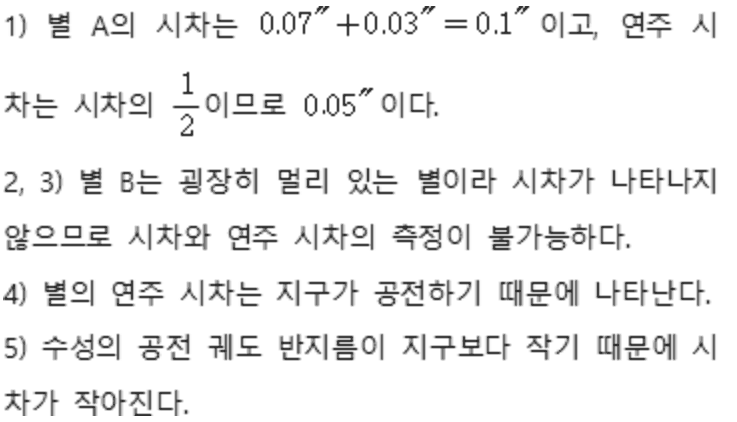 1) 별 A의 시차는 0.07″+0.03″=0.1″ 이고, 연주 시
차는 시차의 1/2이므로 0.05″이다.
2, 3) 별 B는 굉장히 멀리 있는 별이라 시차가 나타나지
않으므로 시차와 연주 시차의 측정이 불가능하다.
4) 별의 연주 시차는 지구가 공전하기 때문에 나타난다.
5) 수성의 공전 궤도 반지름이 지구보다 작기 때문에 시
차가 작아진다.